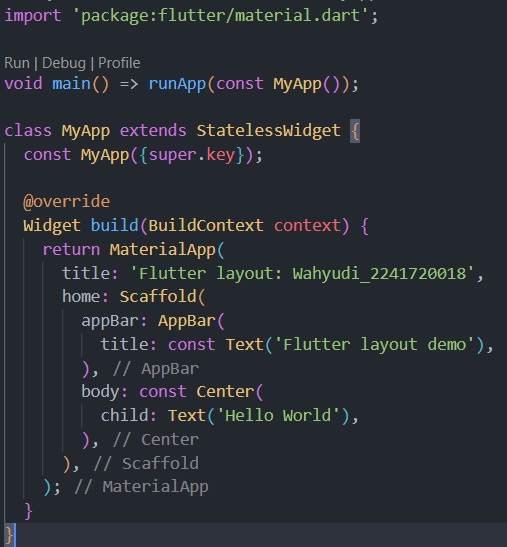 import 'package:flutter/material.dart';
Run | Debug | Profile
void main() => runApp(const MyApp());
class MyApp extends StatelessWidget {
  const MyApp({super.key});
  @override
  Widget build(BuildContext context) {
    return MaterialApp(
      title: 'Flutter layout: Wahyudi_2241720018',
      home: Scaffold(
        appBar: AppBar(
          title: const Text('Flutter layout demo'),
        ), // AppBar
        body: const Center(
          child: Text('Hello World'),
        ), // Center
      ), // Scaffold
    ); // MaterialApp
  }
}